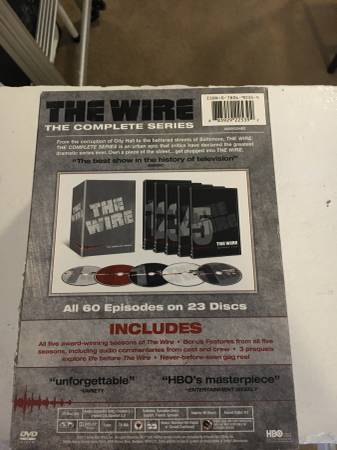 THE WIRE
THE COMPLETE SERIES
From the corruption of City Hall to the battered streets of Baltimore, THE WIRE:
THE COMPLETE SERIES is an urban epic that critics have declared the greatest
dramatic series ever. Own a piece of the street...get plugged into THE WIRE.
"The best show in the history of television"
THE
WIRE
5
THE WIRE
All 60 Episodes on 23 Discs
INCLUDES
All five award-winning seasons of The Wire • Bonus Features from all five
seasons, including audio commentaries from cast and crew • 3 prequels
explore life before The Wire • Never-before-seen gag reel
"unforgettable"
-VARIETY
"HBO's masterpiece"
-ENTERTAINMENT WEEKLY
DVD
HBO